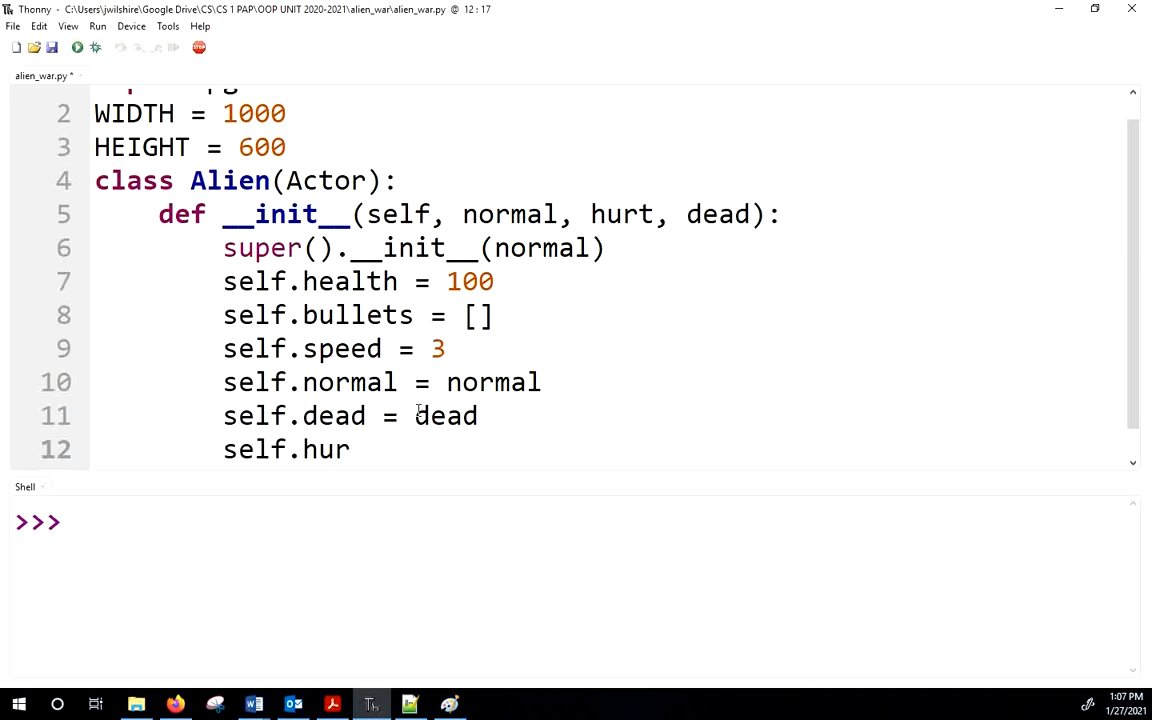 Thonny - C:\Users\jwilshire\Google Drive\CS\CS 1 PAP\OOP UNIT 2020-2021\alien_war\alien_war.py @ 12 : 17
File Edit View Run Device Tools Help
STOP
alien_war.py *
2 WIDTH = 1000
3 HEIGHT = 600
4 class Alien(Actor):
5 def __init__(self, normal, hurt, dead):
6 super().__init__(normal)
7 self.health = 100
8 self.bullets = []
9 self.speed = 3
10 self.normal = normal
11 self.dead = dead
12 self.hur
Shell
>>>
1:07 PM
1/27/2021